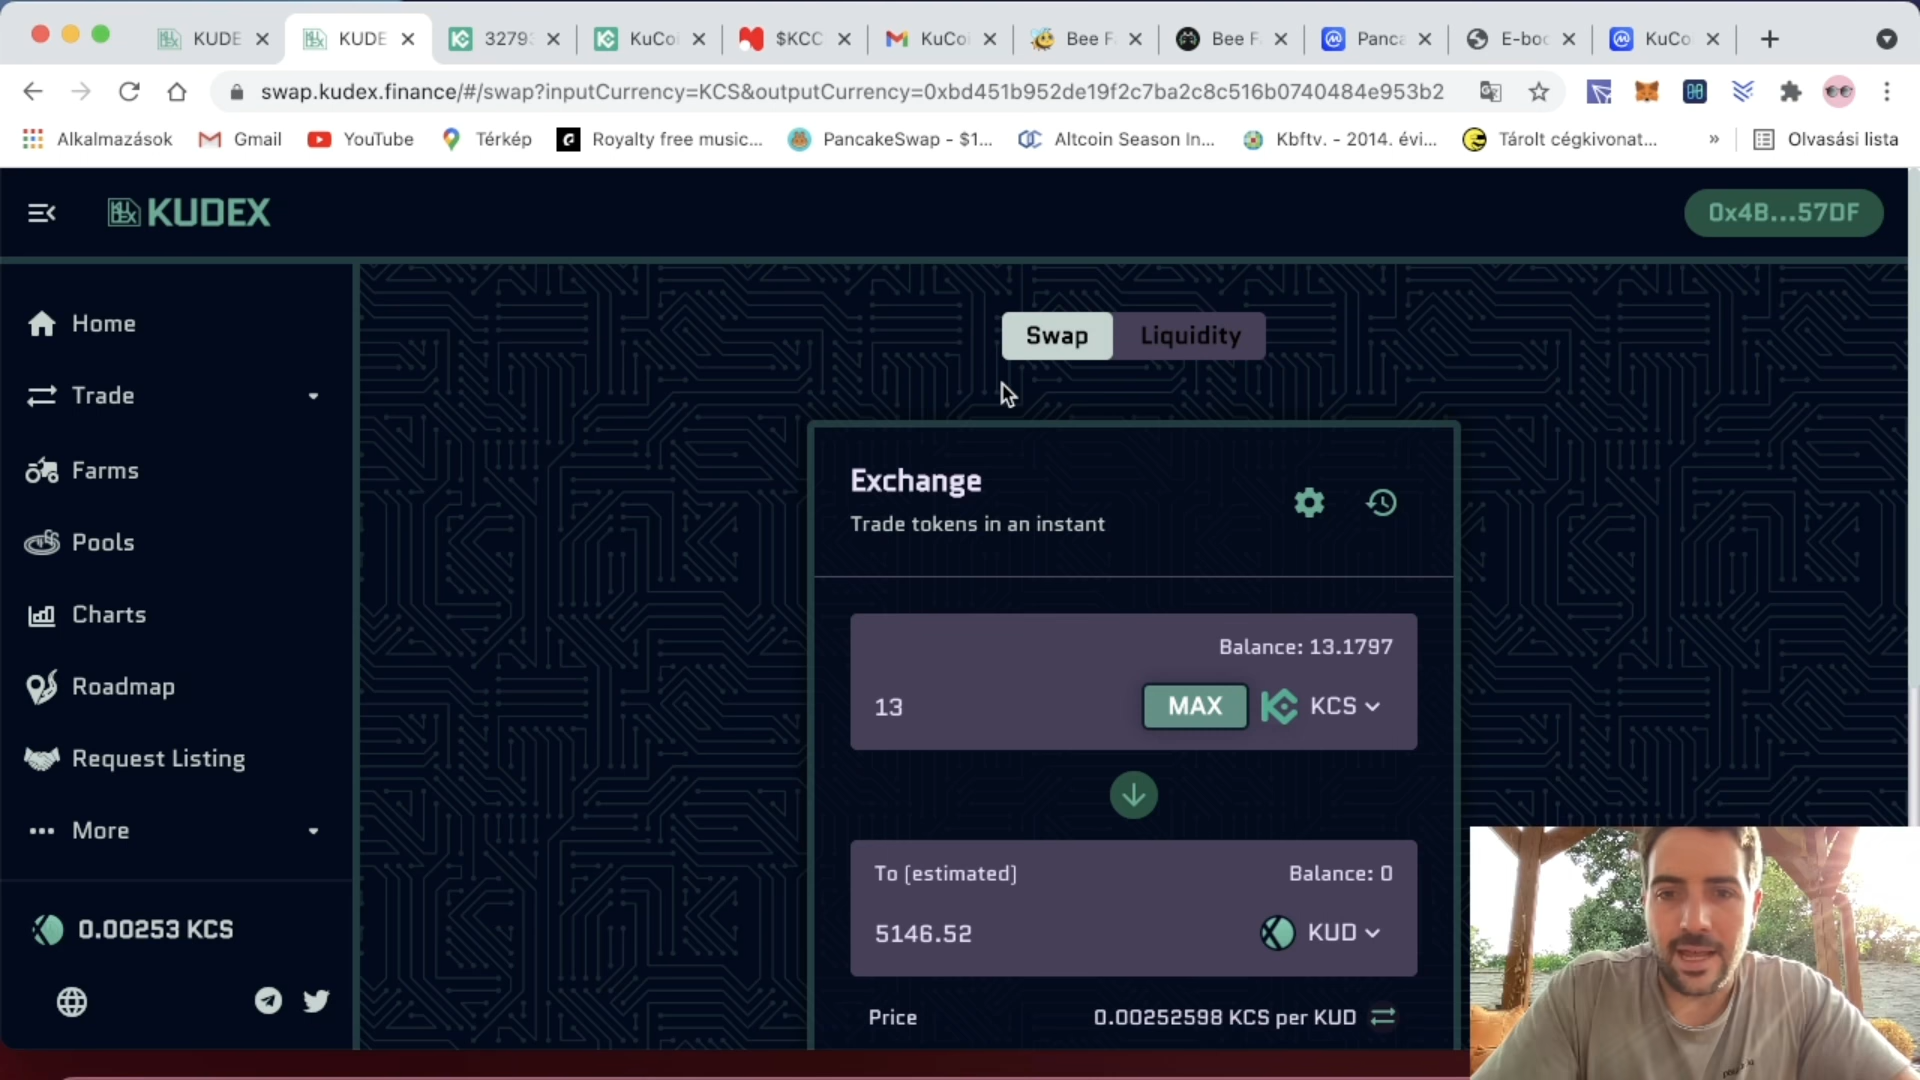 KUDE
KUDE
3279
KuCoi
$KCC
KuCoi
Bee F
Bee F
Panca
E-boo
KuCo
swap.kudex.finance/#/swap?inputCurrency=KCS&outputCurrency=0xbd451b952de19f2c7ba2c8c516b0740484e953b2
Alkalmazások
Gmail
YouTube
Térkép
Royalty free music...
PancakeSwap - $1...
Altcoin Season In...
Kbftv. - 2014. évi...
Tárolt cégkivonat...
»
Olvasási lista
KUDEX
0x4B...57DF
Home
Trade
Farms
Pools
Charts
Roadmap
Request Listing
More
0.00253 KCS
Swap
Liquidity
Exchange
Trade tokens in an instant
Balance: 13.1797
13
MAX
KCS
To (estimated)
Balance: 0
5146.52
KUD
Price
0.00252598 KCS per KUD